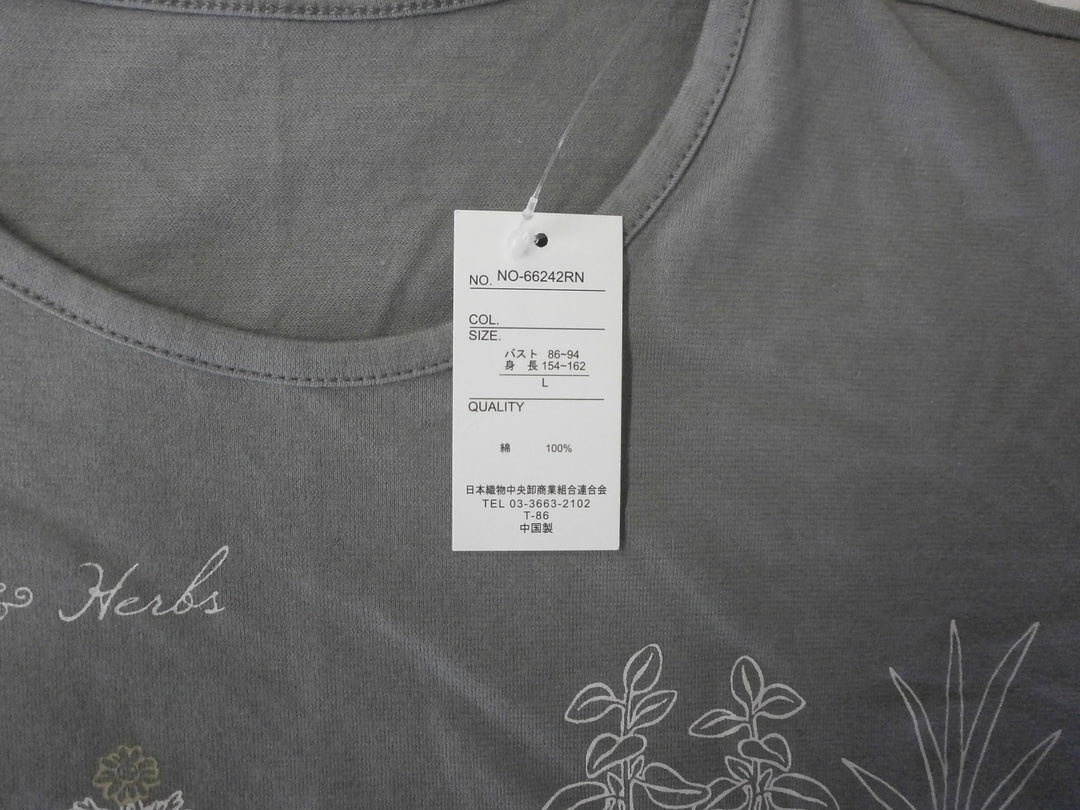 NO. NO-66242RN
COL.
SIZE.
バスト 86~94
身 長 154~162
L
QUALITY
綿 100%
日本織物中央卸商業組合連合会
TEL 03-3663-2102
T-86
中国製
& Herbs